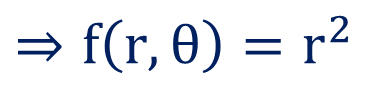 ⇒ f(r, θ) = r²